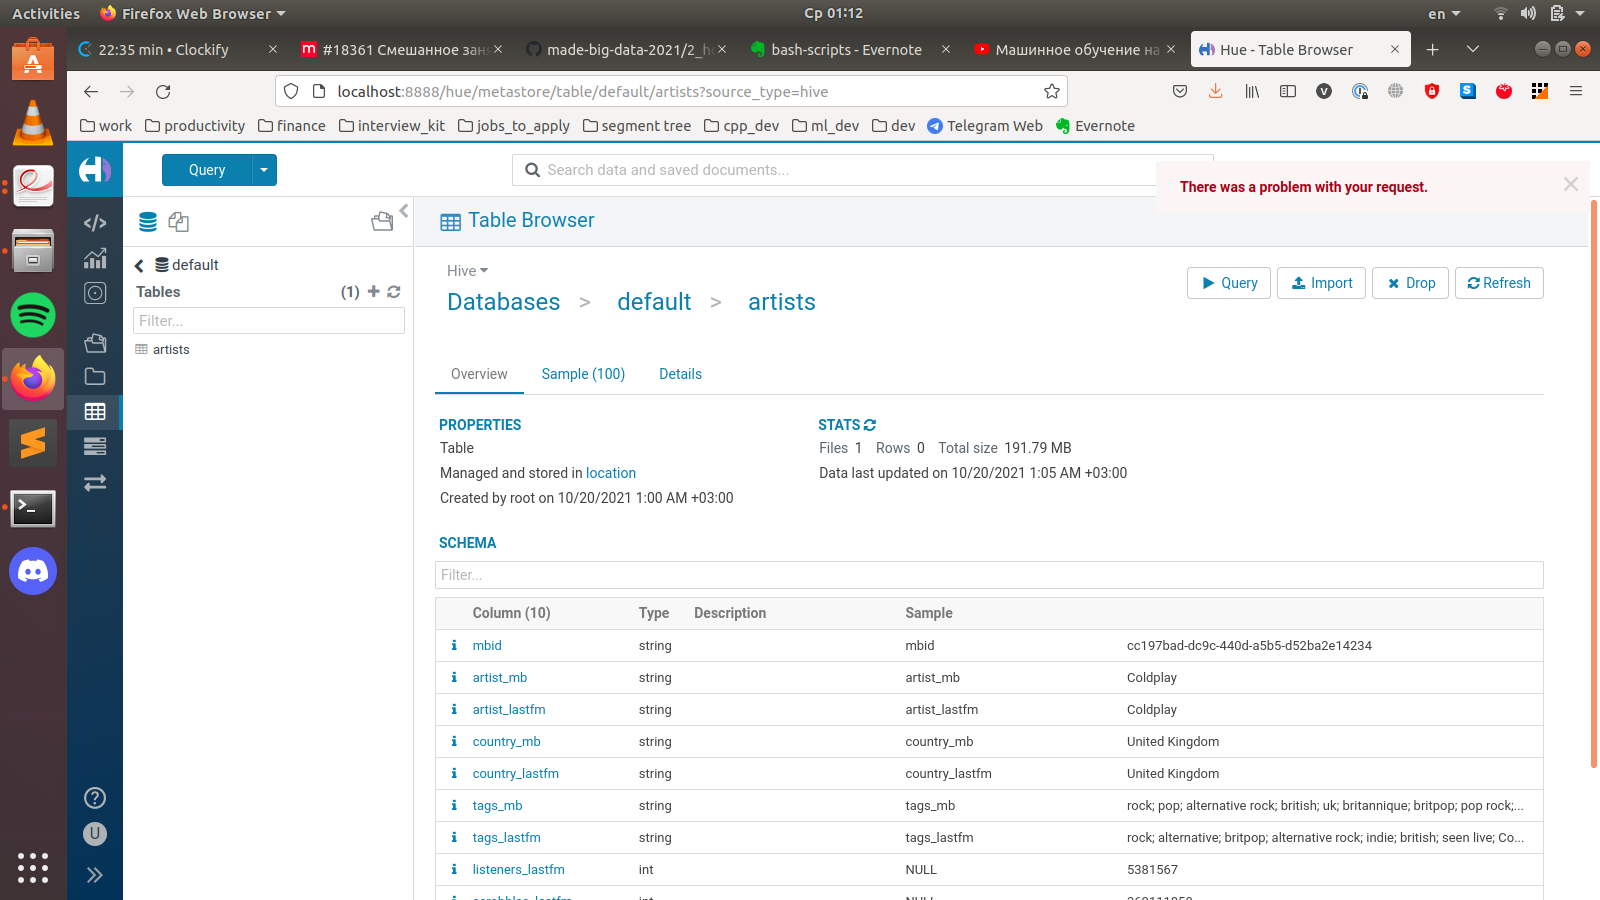 Activities Firefox Web Browser Ср 01:12 en
22:35 min • Clockify #18361 Смешанное заня made-big-data-2021/2_h bash-scripts - Evernote Машинное обучение на Hue - Table Browser
localhost:8888/hue/metastore/table/default/artists?source_type=hive
work productivity finance interview_kit jobs_to_apply segment tree cpp_dev ml_dev dev Telegram Web Evernote
Query Search data and saved documents...
There was a problem with your request.
Table Browser
default
Tables (1)
Filter...
artists
Hive
Databases > default > artists
Query Import Drop Refresh
Overview Sample (100) Details
PROPERTIES
Table
Managed and stored in location
Created by root on 10/20/2021 1:00 AM +03:00
STATS
Files 1 Rows 0 Total size 191.79 MB
Data last updated on 10/20/2021 1:05 AM +03:00
SCHEMA
Filter...
Column (10) Type Description Sample
mbid string mbid cc197bad-dc9c-440d-a5b5-d52ba2e14234
artist_mb string artist_mb Coldplay
artist_lastfm string artist_lastfm Coldplay
country_mb string country_mb United Kingdom
country_lastfm string country_lastfm United Kingdom
tags_mb string tags_mb rock; pop; alternative rock; british; uk; britannique; britpop; pop rock;...
tags_lastfm string tags_lastfm rock; alternative; britpop; alternative rock; indie; british; seen live; Co...
listeners_lastfm int NULL 5381567
U